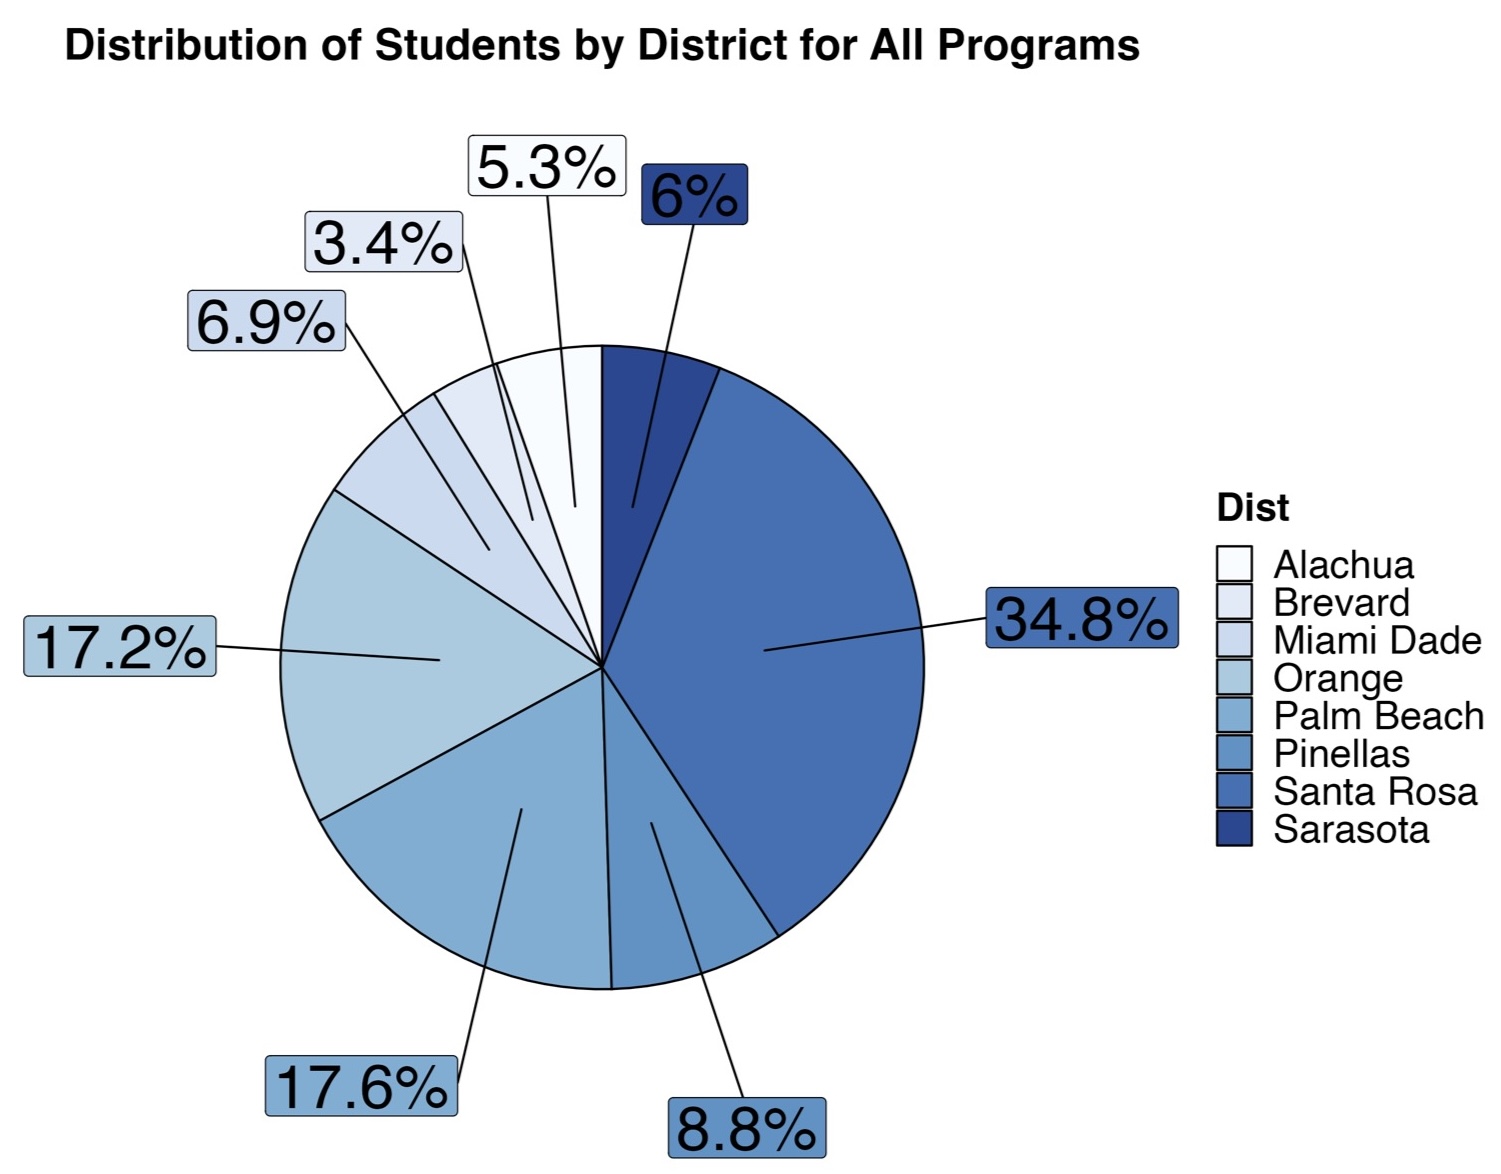 Distribution of Students by District for All Programs
5.3%
6%
3.4%
6.9%
34.8%
17.2%
17.6%
8.8%
Dist
Alachua
Brevard
Miami Dade
Orange
Palm Beach
Pinellas
Santa Rosa
Sarasota